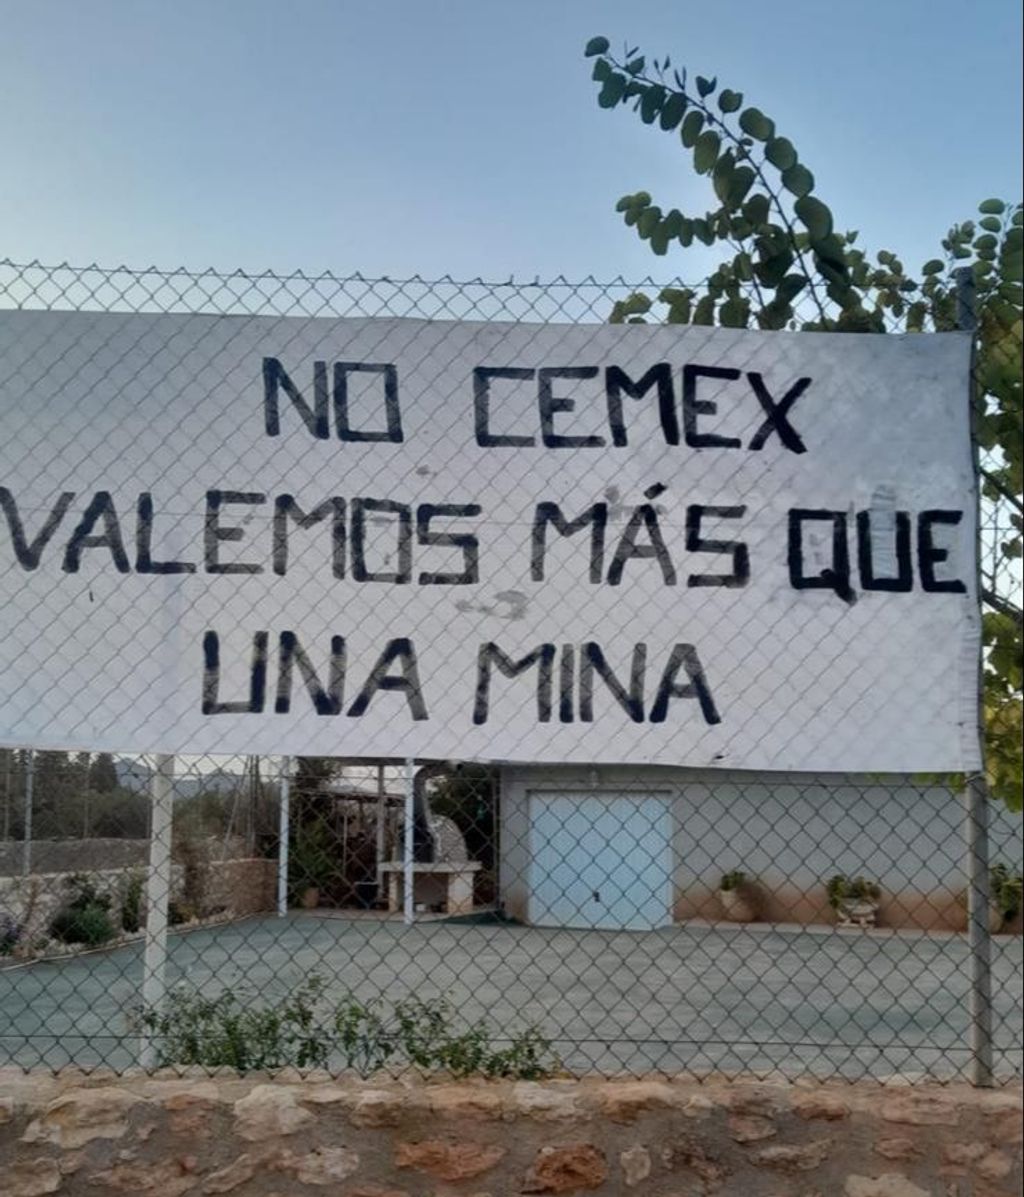 NO CEMEX
VALEMOS MÁS QUE
UNA MINA